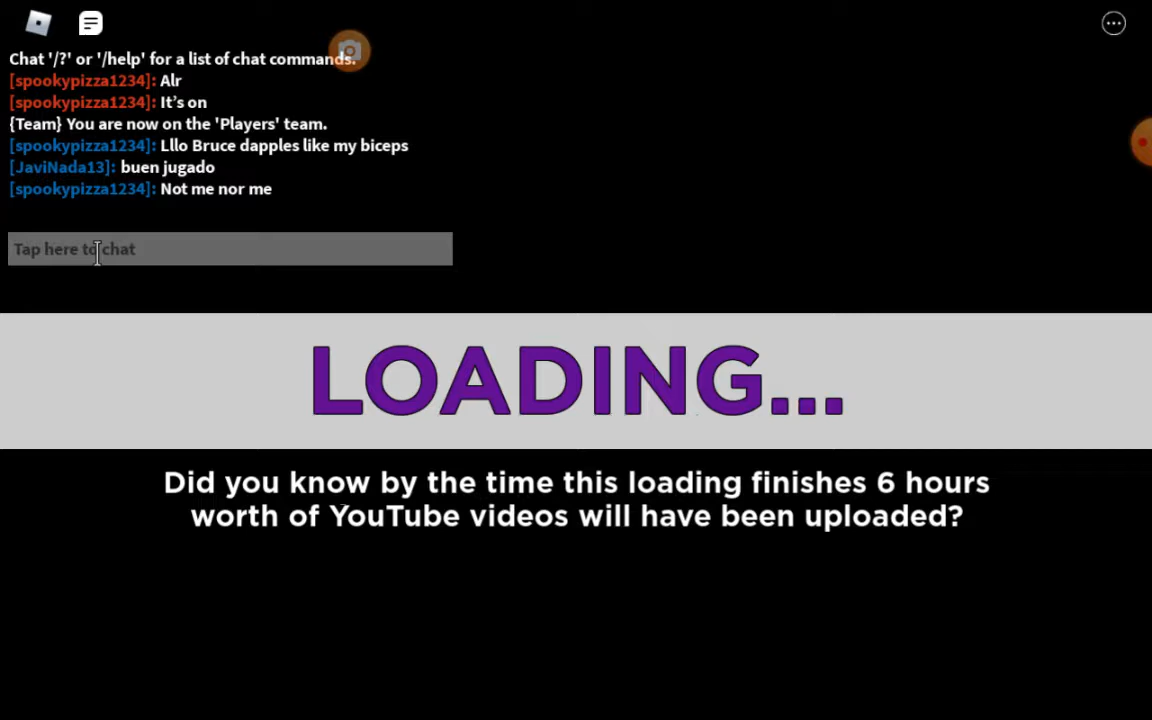 Chat '/?' or '/help' for a list of chat commands.
[spookypizza1234]: Alr
[spookypizza1234]: It’s on
{Team} You are now on the 'Players' team.
[spookypizza1234]: Lllo Bruce dapples like my biceps
[JaviNada13]: buen jugado
[spookypizza1234]: Not me nor me
Tap here to chat
LOADING...
Did you know by the time this loading finishes 6 hours
worth of YouTube videos will have been uploaded?